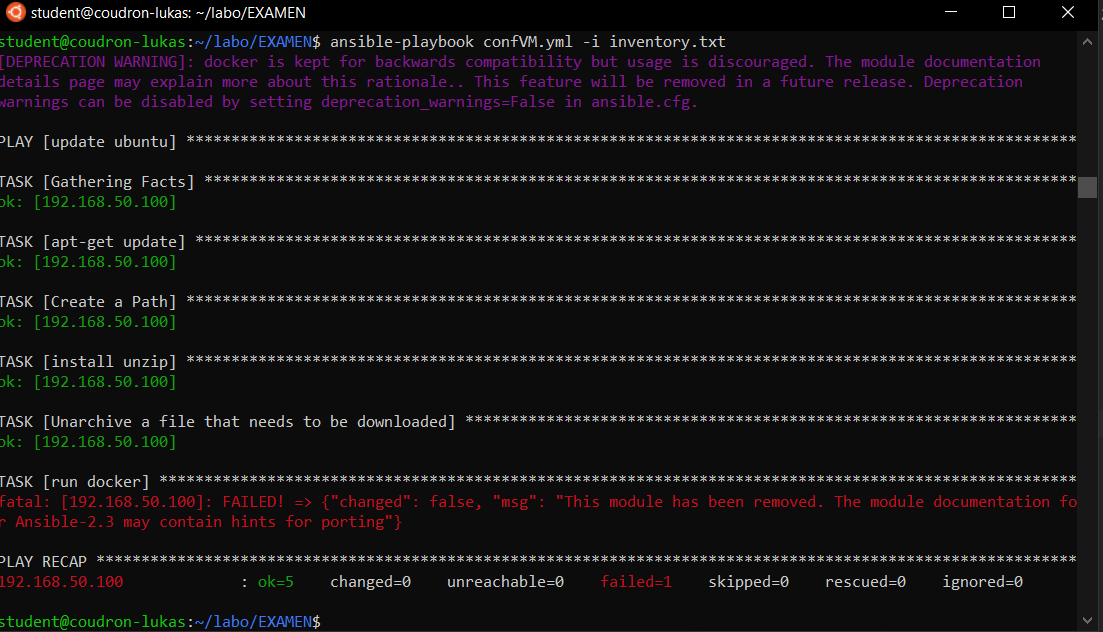 student@coudron-lukas: ~/labo/EXAMEN
student@coudron-lukas:~/labo/EXAMEN$ ansible-playbook confVM.yml -i inventory.txt
[DEPRECATION WARNING]: docker is kept for backwards compatibility but usage is discouraged. The module documentation
details page may explain more about this rationale.. This feature will be removed in a future release. Deprecation
warnings can be disabled by setting deprecation_warnings=False in ansible.cfg.
PLAY [update ubuntu] ***************************************************************************************************
TASK [Gathering Facts] *************************************************************************************************
ok: [192.168.50.100]
TASK [apt-get update] **************************************************************************************************
ok: [192.168.50.100]
TASK [Create a Path] ***************************************************************************************************
ok: [192.168.50.100]
TASK [install unzip] ***************************************************************************************************
ok: [192.168.50.100]
TASK [Unarchive a file that needs to be downloaded] ********************************************************************
ok: [192.168.50.100]
TASK [run docker] ******************************************************************************************************
fatal: [192.168.50.100]: FAILED! => {"changed": false, "msg": "This module has been removed. The module documentation fo
r Ansible-2.3 may contain hints for porting"}
PLAY RECAP *************************************************************************************************************
192.168.50.100             : ok=5    changed=0    unreachable=0    failed=1    skipped=0    rescued=0    ignored=0
student@coudron-lukas:~/labo/EXAMEN$